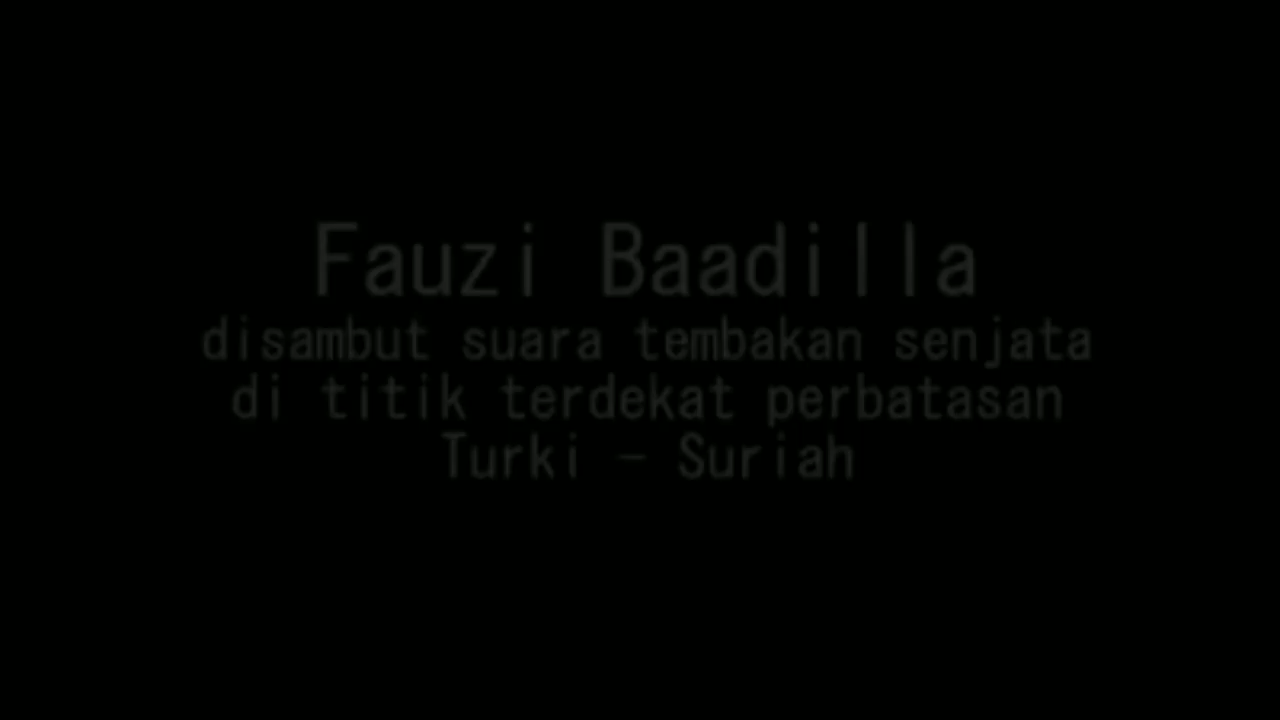 Fauzi Baadilla
disambut suara tembakan senjata
di titik terdekat perbatasan
Turki - Suriah